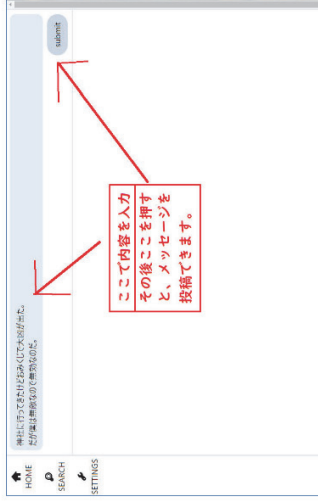 HOME
SEARCH
SETTINGS
神社に行ってきたけどおみくじで大凶が出た。
だが僕は無敵なので無効なのだ。
submit
ここで内容を入力
その後ここを押す
と、メッセージを
投稿できます。